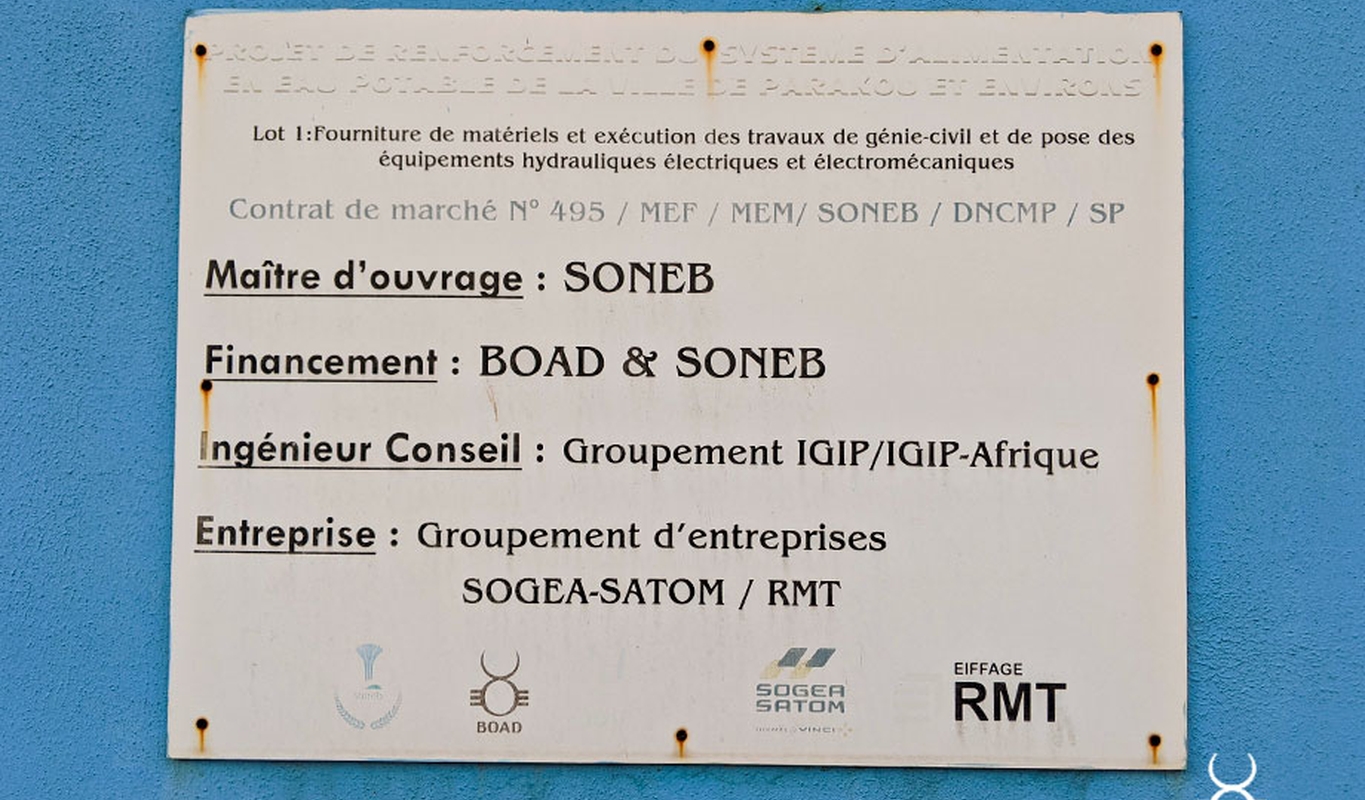 PROJET DE RENFORCEMENT DU SYSTEME D'ALIMENTATION
EN EAU POTABLE DE LA VILLE DE PARAKOU ET ENVIRONS
Lot 1:Fourniture de matériels et exécution des travaux de génie-civil et de pose des
équipements hydrauliques électriques et électromécaniques
Contrat de marché N° 495 / MEF / MEM/ SONEB / DNCMP / SP
Maître d'ouvrage : SONEB
Financement : BOAD & SONEB
Ingénieur Conseil : Groupement IGIP/IGIP-Afrique
Entreprise : Groupement d'entreprises
SOGEA-SATOM / RMT
BOAD
SOGEA
SATOM
VINCI
EIFFAGE
RMT